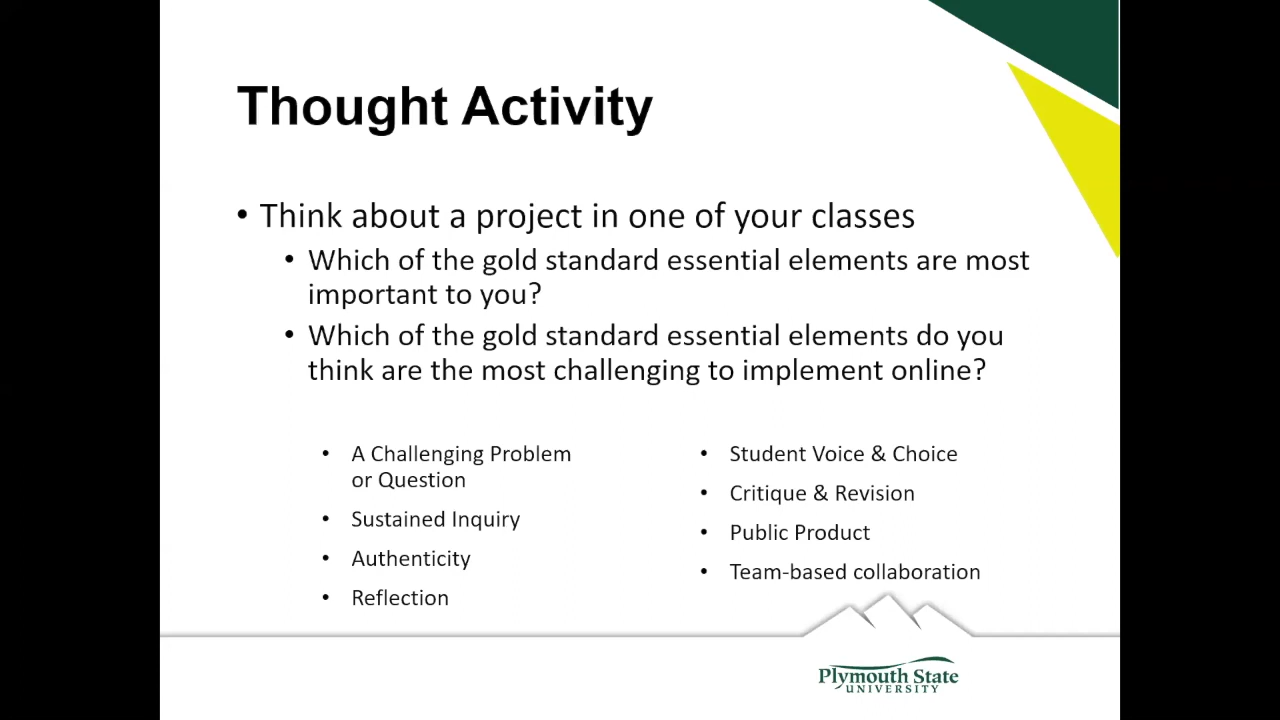 Thought Activity
• Think about a project in one of your classes
• Which of the gold standard essential elements are most
important to you?
• Which of the gold standard essential elements do you
think are the most challenging to implement online?
• A Challenging Problem
or Question
• Sustained Inquiry
• Authenticity
• Reflection
• Student Voice & Choice
• Critique & Revision
• Public Product
• Team-based collaboration
Plymouth State
UNIVERSITY